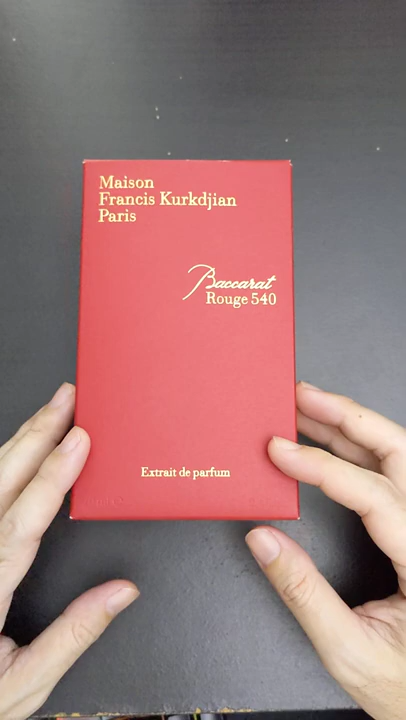 Maison
Francis Kurkdjian
Paris
Baccarat
Rouge 540
Extrait de parfum